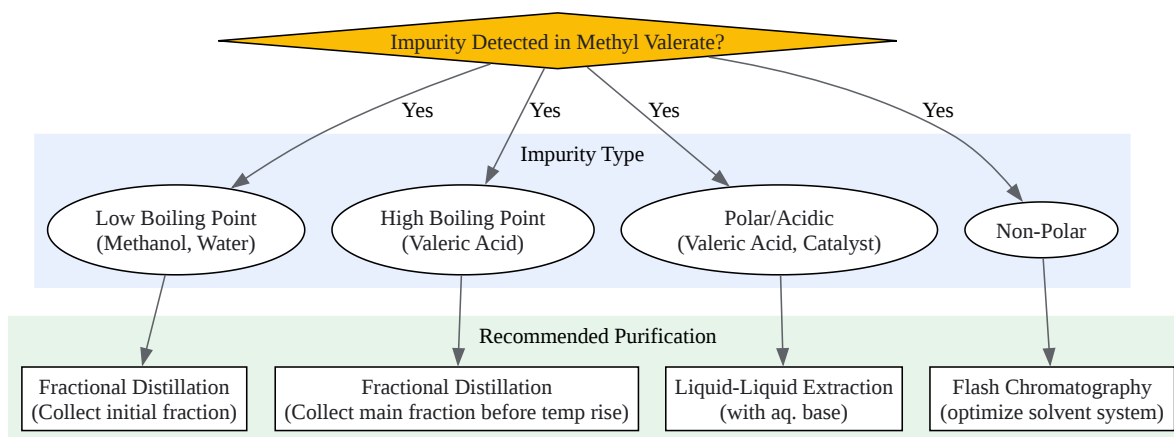 Impurity Detected in Methyl Valerate?
Yes
Yes
Yes
Yes
Impurity Type
Low Boiling Point
(Methanol, Water)
High Boiling Point
(Valeric Acid)
Polar/Acidic
(Valeric Acid, Catalyst)
Non-Polar
Recommended Purification
Fractional Distillation
(Collect initial fraction)
Fractional Distillation
(Collect main fraction before temp rise)
Liquid-Liquid Extraction
(with aq. base)
Flash Chromatography
(optimize solvent system)